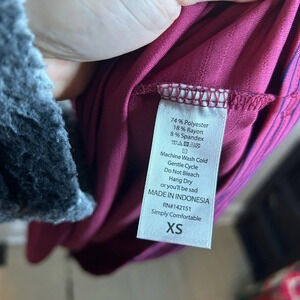 74 % Polyester
18 % Rayon
8 % Spandex
Machine Wash Cold
Gentle Cycle
Do Not Bleach
Hang Dry
or you'll be sad
MADE IN INDONESIA
RN#142151
Simply Comfortable
XS